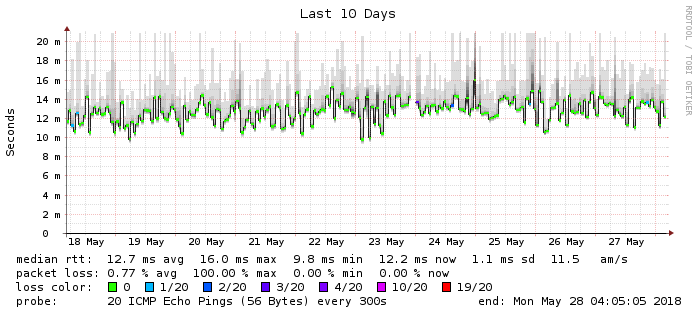 Last 10 Days
RRDTOOL / TOBI OETIKER
Seconds
20 m
18 m
16 m
14 m
12 m
10 m
8 m
6 m
4 m
2 m
0
18 May 19 May 20 May 21 May 22 May 23 May 24 May 25 May 26 May 27 May
median rtt: 12.7 ms avg 16.0 ms max 9.8 ms min 12.2 ms now 1.1 ms sd 11.5 am/s
packet loss: 0.77 % avg 100.00 % max 0.00 % min 0.00 % now
loss color: 0 1/20 2/20 3/20 4/20 10/20 19/20
probe: 20 ICMP Echo Pings (56 Bytes) every 300s end: Mon May 28 04:05:05 2018